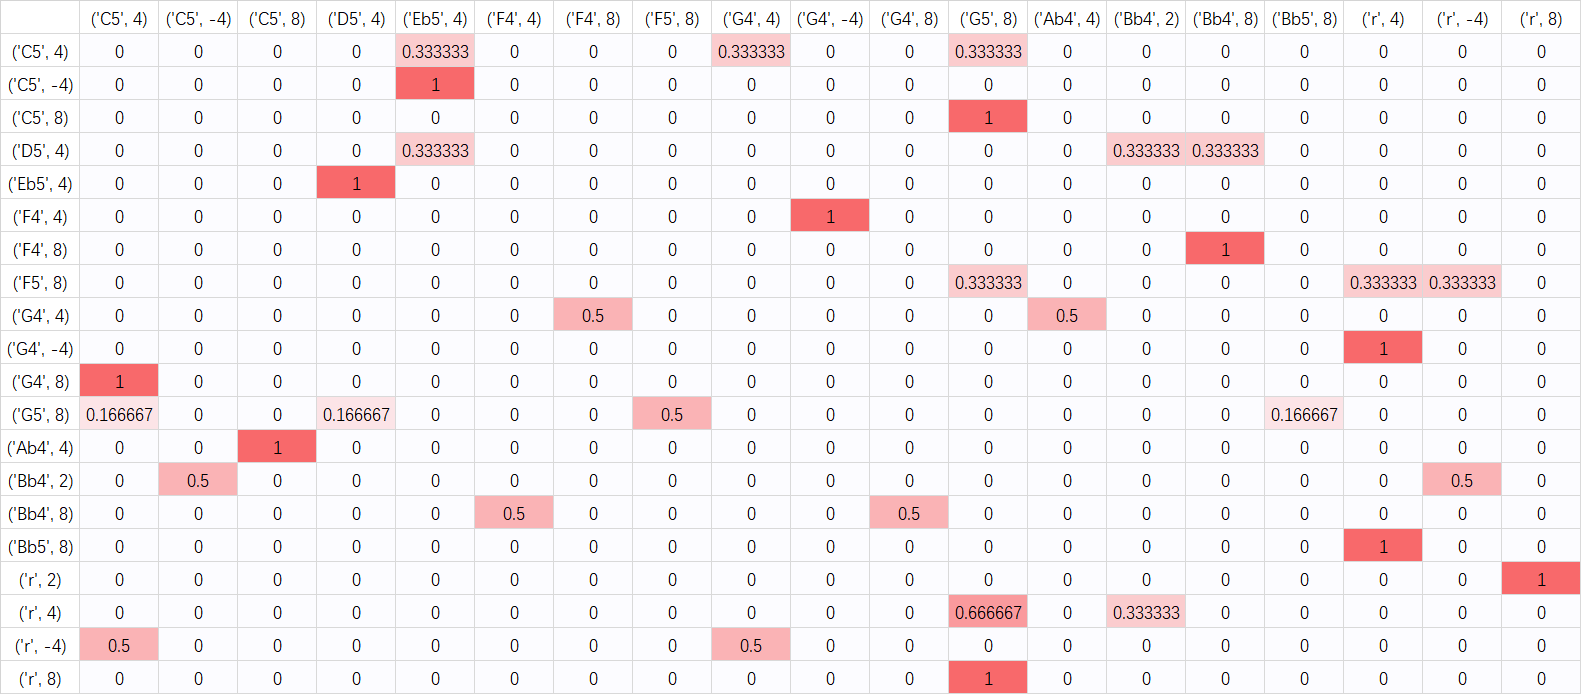 ('C5', 4) ('C5', -4) ('C5', 8) ('D5', 4) ('Eb5', 4) ('F4', 4) ('F4', 8) ('F5', 8) ('G4', 4) ('G4', -4) ('G4', 8) ('G5', 8) ('Ab4', 4) ('Bb4', 2) ('Bb4', 8) ('Bb5', 8) ('r', 4) ('r', -4) ('r', 8)
('C5', 4) 0 0 0 0 0.333333 0 0 0 0.333333 0 0 0.333333 0 0 0 0 0 0 0
('C5', -4) 0 0 0 0 1 0 0 0 0 0 0 0 0 0 0 0 0 0 0
('C5', 8) 0 0 0 0 0 0 0 0 0 0 0 1 0 0 0 0 0 0 0
('D5', 4) 0 0 0 0 0.333333 0 0 0 0 0 0 0 0 0.333333 0.333333 0 0 0 0
('Eb5', 4) 0 0 0 1 0 0 0 0 0 0 0 0 0 0 0 0 0 0 0
('F4', 4) 0 0 0 0 0 0 0 0 0 1 0 0 0 0 0 0 0 0 0
('F4', 8) 0 0 0 0 0 0 0 0 0 0 0 0 0 0 1 0 0 0 0
('F5', 8) 0 0 0 0 0 0 0 0 0 0 0 0.333333 0 0 0 0 0.333333 0.333333 0
('G4', 4) 0 0 0 0 0 0 0.5 0 0 0 0 0 0.5 0 0 0 0 0 0
('G4', -4) 0 0 0 0 0 0 0 0 0 0 0 0 0 0 0 0 1 0 0
('G4', 8) 1 0 0 0 0 0 0 0 0 0 0 0 0 0 0 0 0 0 0
('G5', 8) 0.166667 0 0 0.166667 0 0 0 0.5 0 0 0 0 0 0 0 0.166667 0 0 0
('Ab4', 4) 0 0 1 0 0 0 0 0 0 0 0 0 0 0 0 0 0 0 0
('Bb4', 2) 0 0.5 0 0 0 0 0 0 0 0 0 0 0 0 0 0 0 0.5 0
('Bb4', 8) 0 0 0 0 0 0.5 0 0 0 0 0.5 0 0 0 0 0 0 0 0
('Bb5', 8) 0 0 0 0 0 0 0 0 0 0 0 0 0 0 0 0 1 0 0
('r', 2) 0 0 0 0 0 0 0 0 0 0 0 0 0 0 0 0 0 0 1
('r', 4) 0 0 0 0 0 0 0 0 0 0 0 0.666667 0 0.333333 0 0 0 0 0
('r', -4) 0.5 0 0 0 0 0 0 0 0.5 0 0 0 0 0 0 0 0 0 0
('r', 8) 0 0 0 0 0 0 0 0 0 0 0 1 0 0 0 0 0 0 0